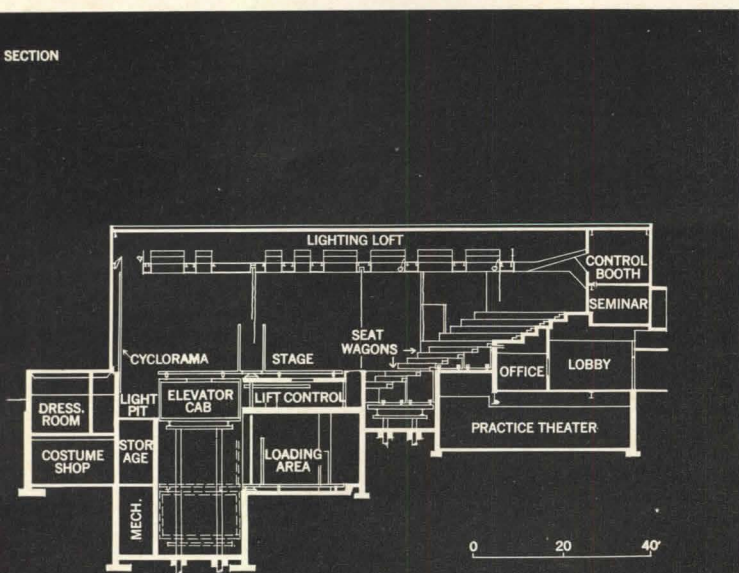 SECTION
LIGHTING LOFT
CONTROL
BOOTH
SEMINAR
SEAT
WAGONS
CYCLORAMA
STAGE
OFFICE
LOBBY
DRESS.
ROOM
LIGHT
PIT
ELEVATOR
CAB
LIFT CONTROL
PRACTICE THEATER
COSTUME
SHOP
STOR
AGE
LOADING
AREA
MECH.
0 20 40'